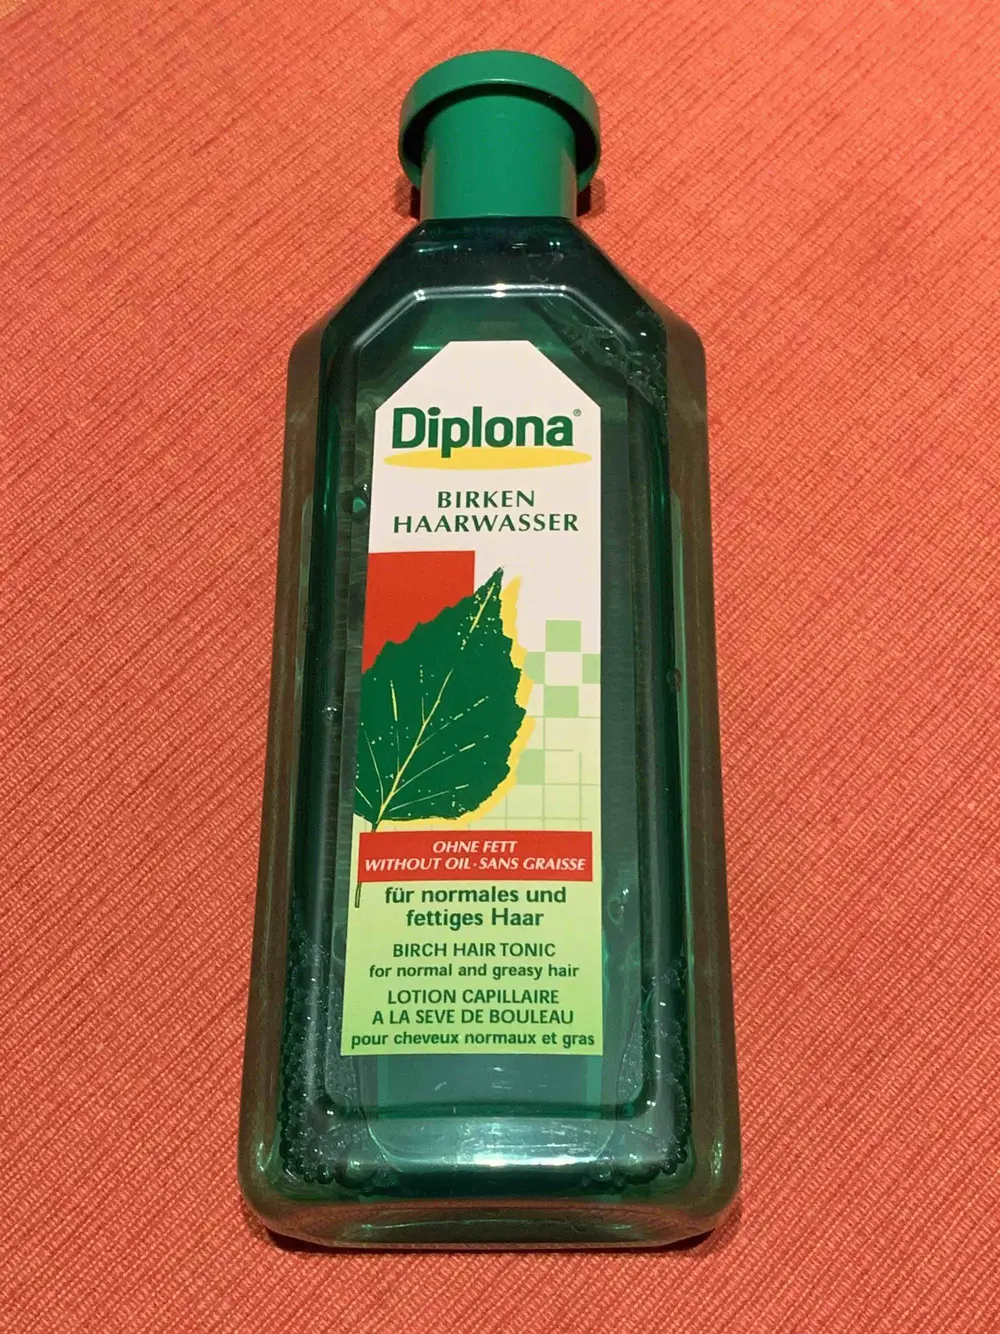 Diplona®
BIRKEN
HAARWASSER
OHNE FETT
WITHOUT OIL·SANS GRAISSE
für normales und
fettiges Haar
BIRCH HAIR TONIC
for normal and greasy hair
LOTION CAPILLAIRE
A LA SEVE DE BOULEAU
pour cheveux normaux et gras